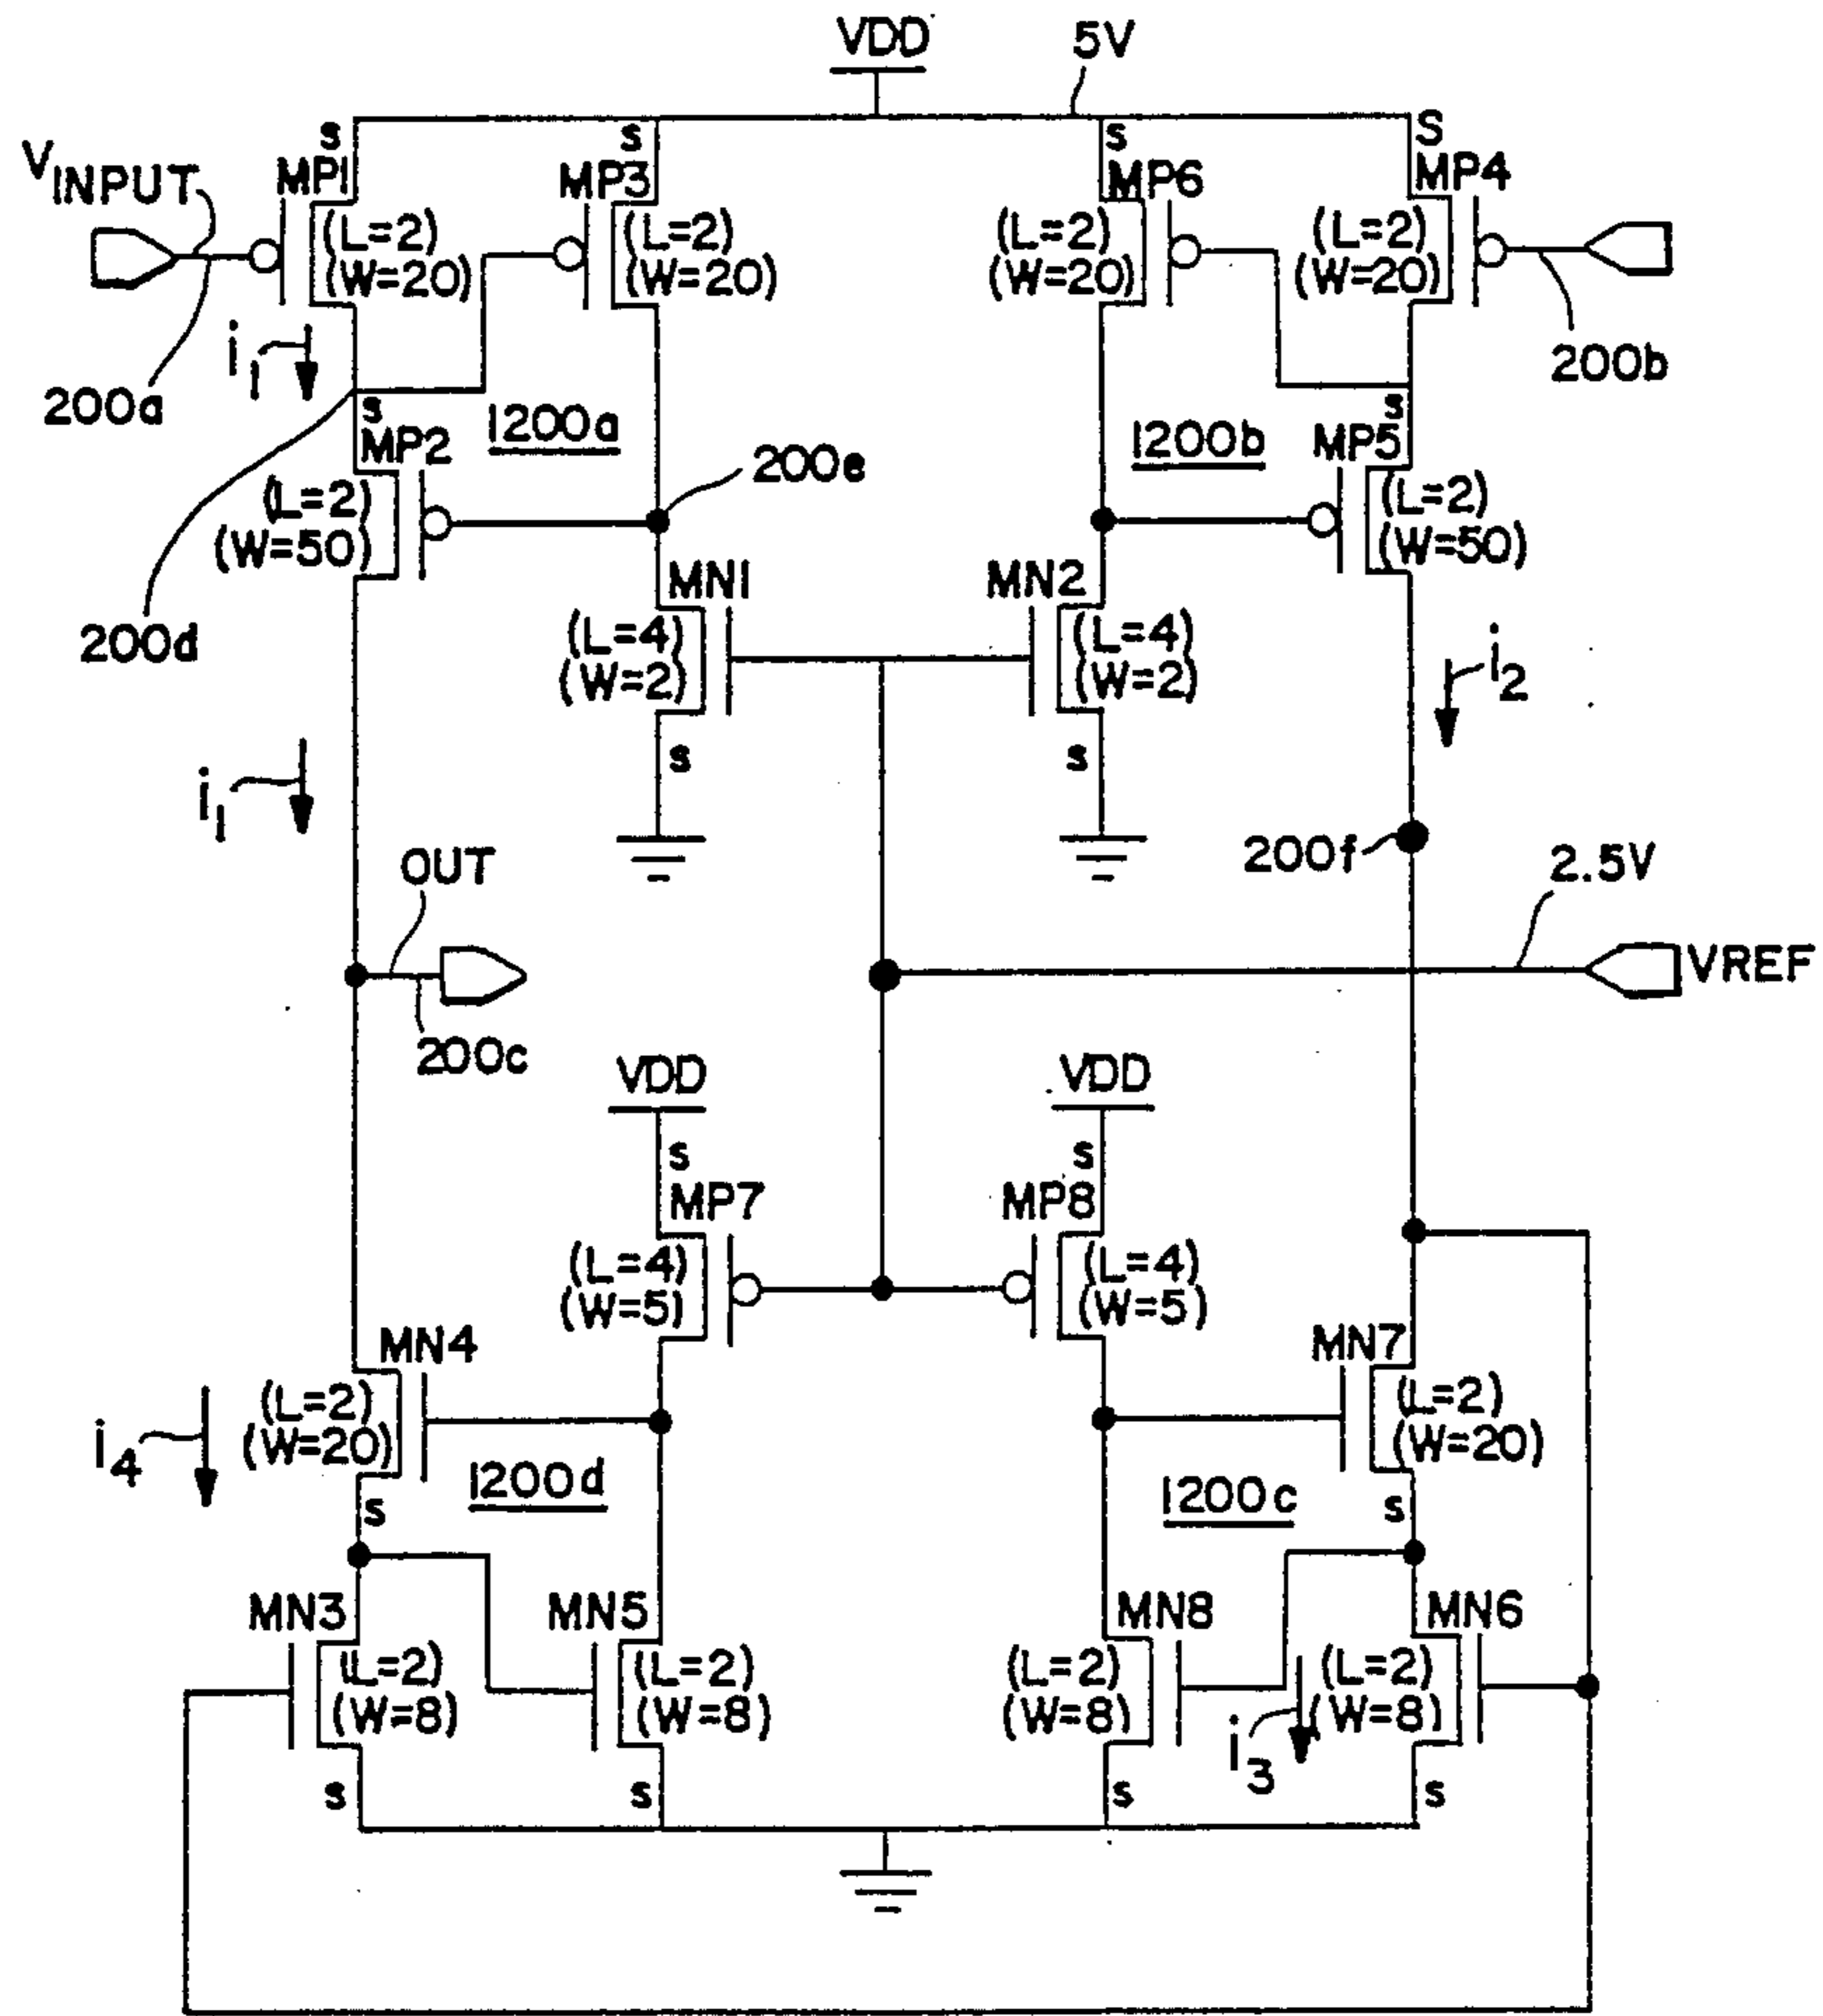 VDD
5V
s
s
s
S
VINPUT
MP1
MP3
MP6
MP4
(L=2)
(W=20)
(L=2)
(W=20)
(L=2)
(W=20)
(L=2)
(W=20)
i1
200a
200b
s
1200a
1200b
s
MP2
200e
MP5
(L=2)
(W=50)
(L=2)
(W=50)
MN1
MN2
200d
(L=4)
(W=2)
(L=4)
(W=2)
i2
s
s
i1
OUT
200f
2.5V
VREF
200c
VDD
VDD
s
s
MP7
MP8
(L=4)
(W=5)
(L=4)
(W=5)
MN4
MN7
(L=2)
(W=20)
(L=2)
(W=20)
i4
1200d
1200c
s
s
MN3
MN5
MN8
MN6
(L=2)
(W=8)
(L=2)
(W=8)
(L=2)
(W=8)
(L=2)
(W=8)
i3
s
s
s
s